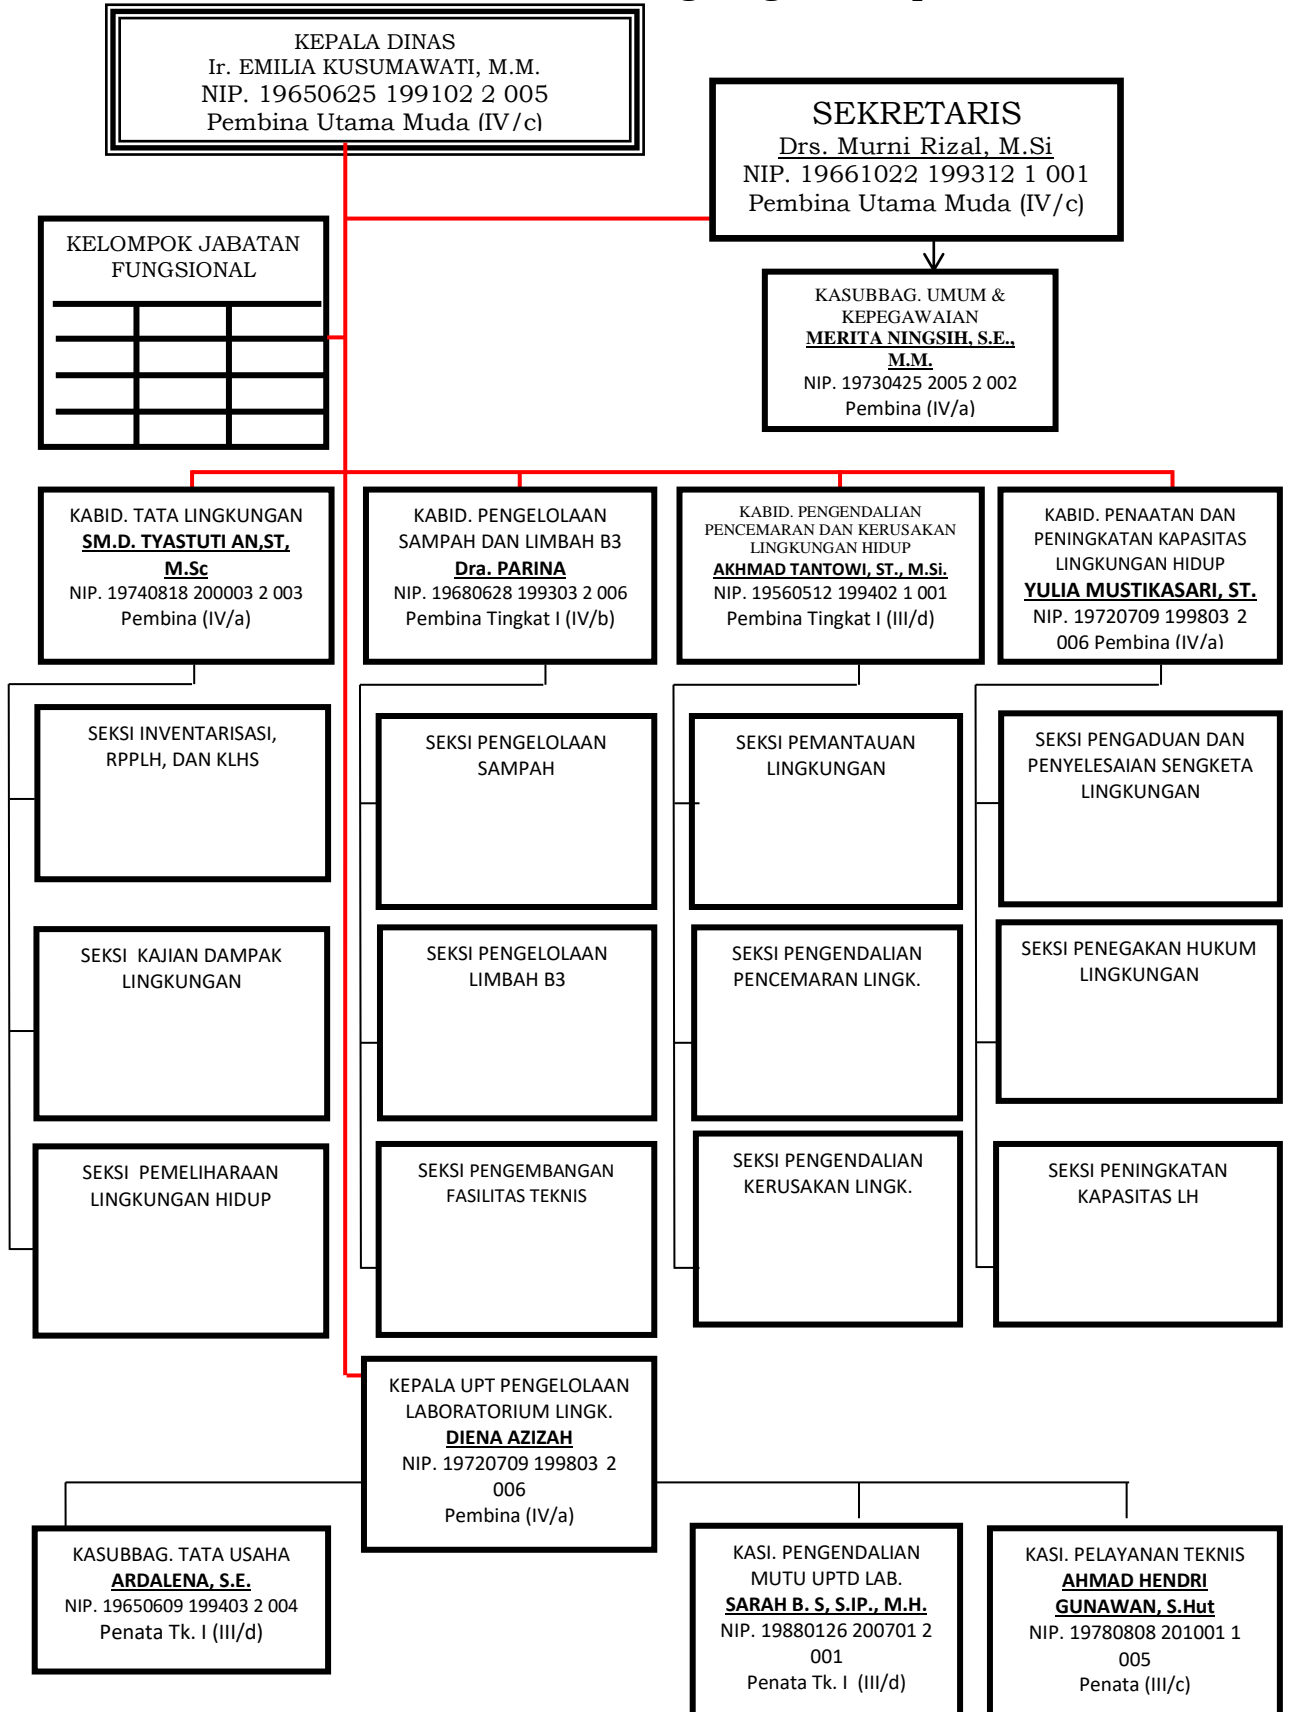 KEPALA DINAS
Ir. EMILIA KUSUMAWATI, M.M.
NIP. 19650625 199102 2 005
Pembina Utama Muda (IV/c)
SEKRETARIS
Drs. Murni Rizal, M.Si
NIP. 19661022 199312 1 001
Pembina Utama Muda (IV/c)
KELOMPOK JABATAN
FUNGSIONAL
KASUBBAG. UMUM &
KEPEGAWAIAN
MERITA NINGSIH, S.E.,
M.M.
NIP. 19730425 2005 2 002
Pembina (IV/a)
KABID. TATA LINGKUNGAN
SM.D. TYASTUTI AN,ST,
M.Sc
NIP. 19740818 200003 2 003
Pembina (IV/a)
KABID. PENGELOLAAN
SAMPAH DAN LIMBAH B3
Dra. PARINA
NIP. 19680628 199303 2 006
Pembina Tingkat I (IV/b)
KABID. PENGENDALIAN
PENCEMARAN DAN KERUSAKAN
LINGKUNGAN HIDUP
AKHMAD TANTOWI, ST., M.Si.
NIP. 19560512 199402 1 001
Pembina Tingkat I (III/d)
KABID. PENAATAN DAN
PENINGKATAN KAPASITAS
LINGKUNGAN HIDUP
YULIA MUSTIKASARI, ST.
NIP. 19720709 199803 2
006 Pembina (IV/a)
SEKSI INVENTARISASI,
RPPLH, DAN KLHS
SEKSI PENGELOLAAN
SAMPAH
SEKSI PEMANTAUAN
LINGKUNGAN
SEKSI PENGADUAN DAN
PENYELESAIAN SENGKETA
LINGKUNGAN
SEKSI KAJIAN DAMPAK
LINGKUNGAN
SEKSI PENGELOLAAN
LIMBAH B3
SEKSI PENGENDALIAN
PENCEMARAN LINGK.
SEKSI PENEGAKAN HUKUM
LINGKUNGAN
SEKSI PEMELIHARAAN
LINGKUNGAN HIDUP
SEKSI PENGEMBANGAN
FASILITAS TEKNIS
SEKSI PENGENDALIAN
KERUSAKAN LINGK.
SEKSI PENINGKATAN
KAPASITAS LH
KEPALA UPT PENGELOLAAN
LABORATORIUM LINGK.
DIENA AZIZAH
NIP. 19720709 199803 2
006
Pembina (IV/a)
KASUBBAG. TATA USAHA
ARDALENA, S.E.
NIP. 19650609 199403 2 004
Penata Tk. I (III/d)
KASI. PENGENDALIAN
MUTU UPTD LAB.
SARAH B. S, S.IP., M.H.
NIP. 19880126 200701 2
001
Penata Tk. I (III/d)
KASI. PELAYANAN TEKNIS
AHMAD HENDRI
GUNAWAN, S.Hut
NIP. 19780808 201001 1
005
Penata (III/c)